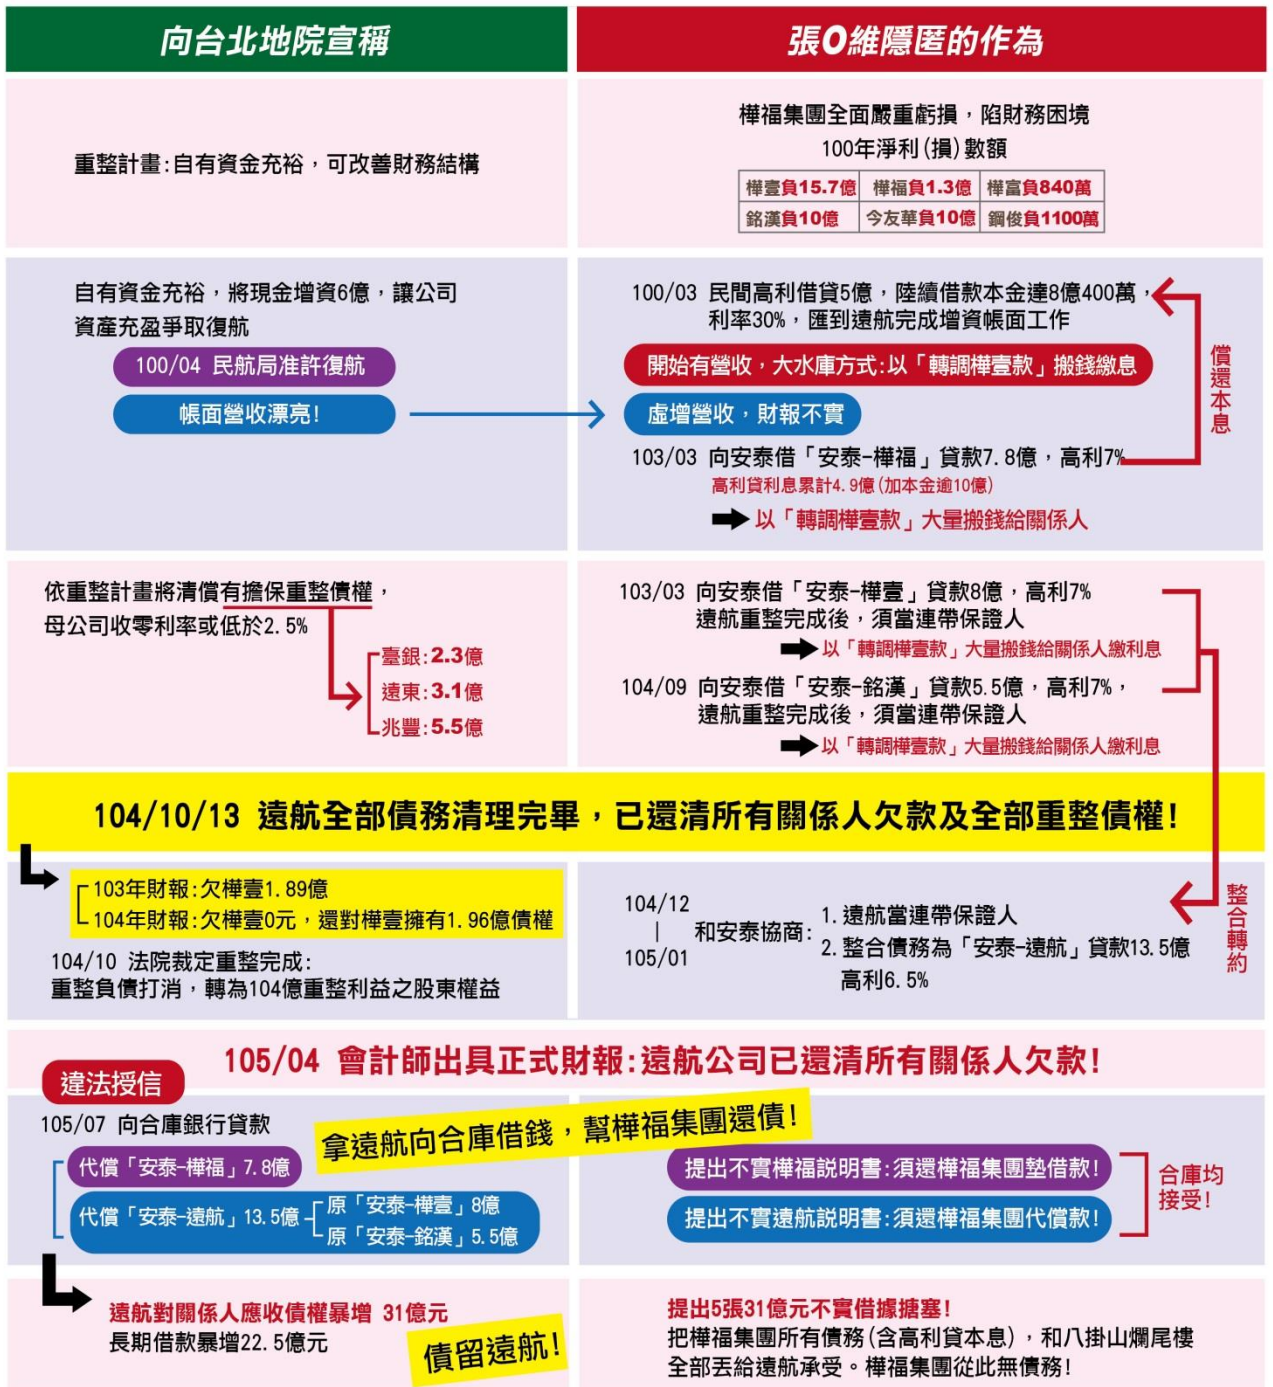 向台北地院宣稱
張O維隱匿的作為
重整計畫:自有資金充裕，可改善財務結構
樺福集團全面嚴重虧損，陷財務困境
100年淨利(損)數額
樺壹負15.7億 樺福負1.3億 樺富負840萬
銘漢負10億 今友華負10億 鋼俊負1100萬
自有資金充裕，將現金增資6億，讓公司
資產充盈爭取復航
100/04 民航局准許復航
帳面營收漂亮!
100/03 民間高利借貸5億，陸續借款本金達8億400萬，
利率30%，匯到遠航完成增資帳面工作
開始有營收，大水庫方式:以「轉調樺壹款」搬錢繳息
虛增營收，財報不實
103/03 向安泰借「安泰-樺福」貸款7.8億，高利7%
高利貸利息累計4.9億(加本金逾10億)
以「轉調樺壹款」大量搬錢給關係人
償還本息
依重整計畫將清償有擔保重整債權，
母公司收零利率或低於2.5%
臺銀:2.3億
遠東:3.1億
兆豐:5.5億
103/03 向安泰借「安泰-樺壹」貸款8億，高利7%
遠航重整完成後，須當連帶保證人
以「轉調樺壹款」大量搬錢給關係人繳利息
104/09 向安泰借「安泰-銘漢」貸款5.5億，高利7%，
遠航重整完成後，須當連帶保證人
以「轉調樺壹款」大量搬錢給關係人繳利息
104/10/13 遠航全部債務清理完畢，已還清所有關係人欠款及全部重整債權!
103年財報:欠樺壹1.89億
104年財報:欠樺壹0元，還對樺壹擁有1.96億債權
104/10 法院裁定重整完成:
重整負債打消，轉為104億重整利益之股東權益
104/12
|
105/01
和安泰協商:
1.遠航當連帶保證人
2.整合債務為「安泰-遠航」貸款13.5億
高利6.5%
整合轉約
105/04 會計師出具正式財報:遠航公司已還清所有關係人欠款!
違法授信
105/07 向合庫銀行貸款
拿遠航向合庫借錢，幫樺福集團還債!
代償「安泰-樺福」7.8億
代償「安泰-遠航」13.5億
原「安泰-樺壹」8億
原「安泰-銘漢」5.5億
提出不實樺福說明書:須還樺福集團墊借款!
提出不實遠航說明書:須還樺福集團代償款!
合庫均
接受!
遠航對關係人應收債權暴增 31億元
長期借款暴增22.5億元
債留遠航!
提出5張31億元不實借據搪塞!
把樺福集團所有債務(含高利貸本息)，和八掛山爛尾樓
全部丟給遠航承受。樺福集團從此無債務!